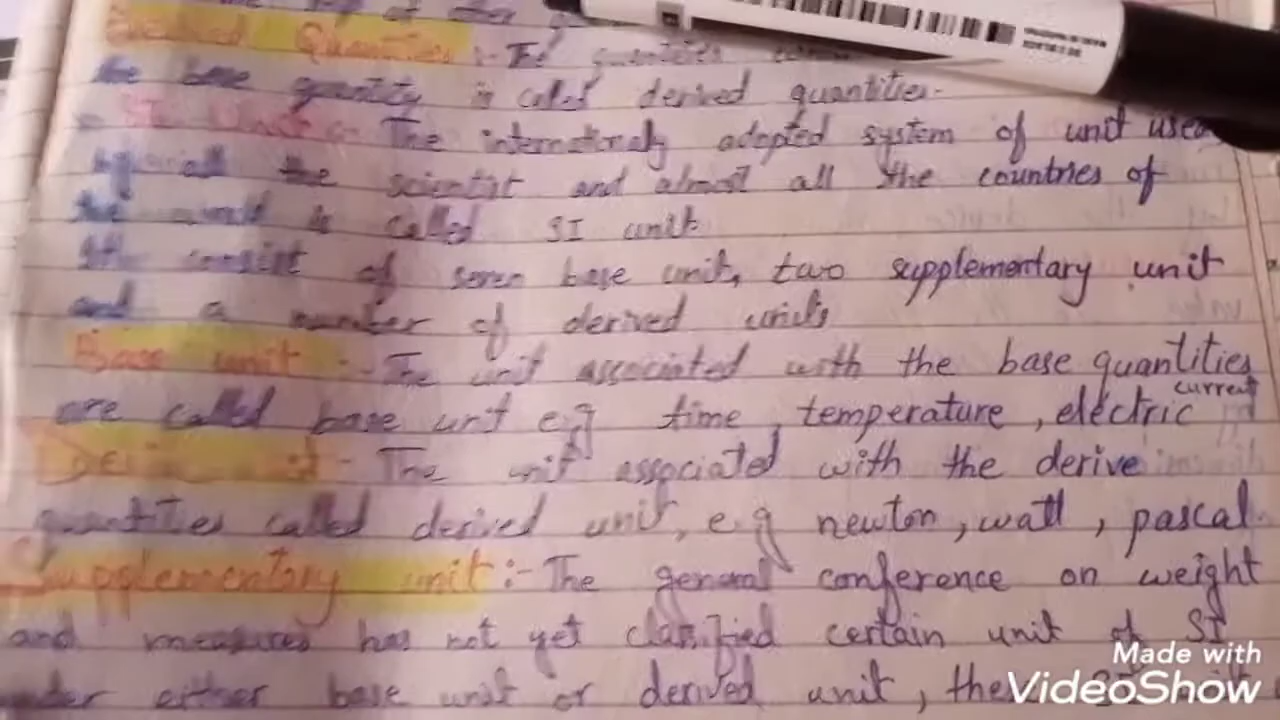 of other
Derived Quantities :- The quantities
the base quantity is called derived quantities.
SI Unit :- The internationaly adopted system of unit used
by all the scientist and almost all the countries of
the world is called SI unit
It consist of seven base unit, two supplementary unit
and a number of derived units
Base unit :- The unit associated with the base quantities
are called base unit e.g time, temperature, electric current
:- The unit associated with the derive
quantities called derived unit, e.g newton, watt, pascal.
Supplementary unit :- The general conference on weight
and measures has not yet classified certain unit of SI
under either base unit or derived unit,
Made with
VideoShow